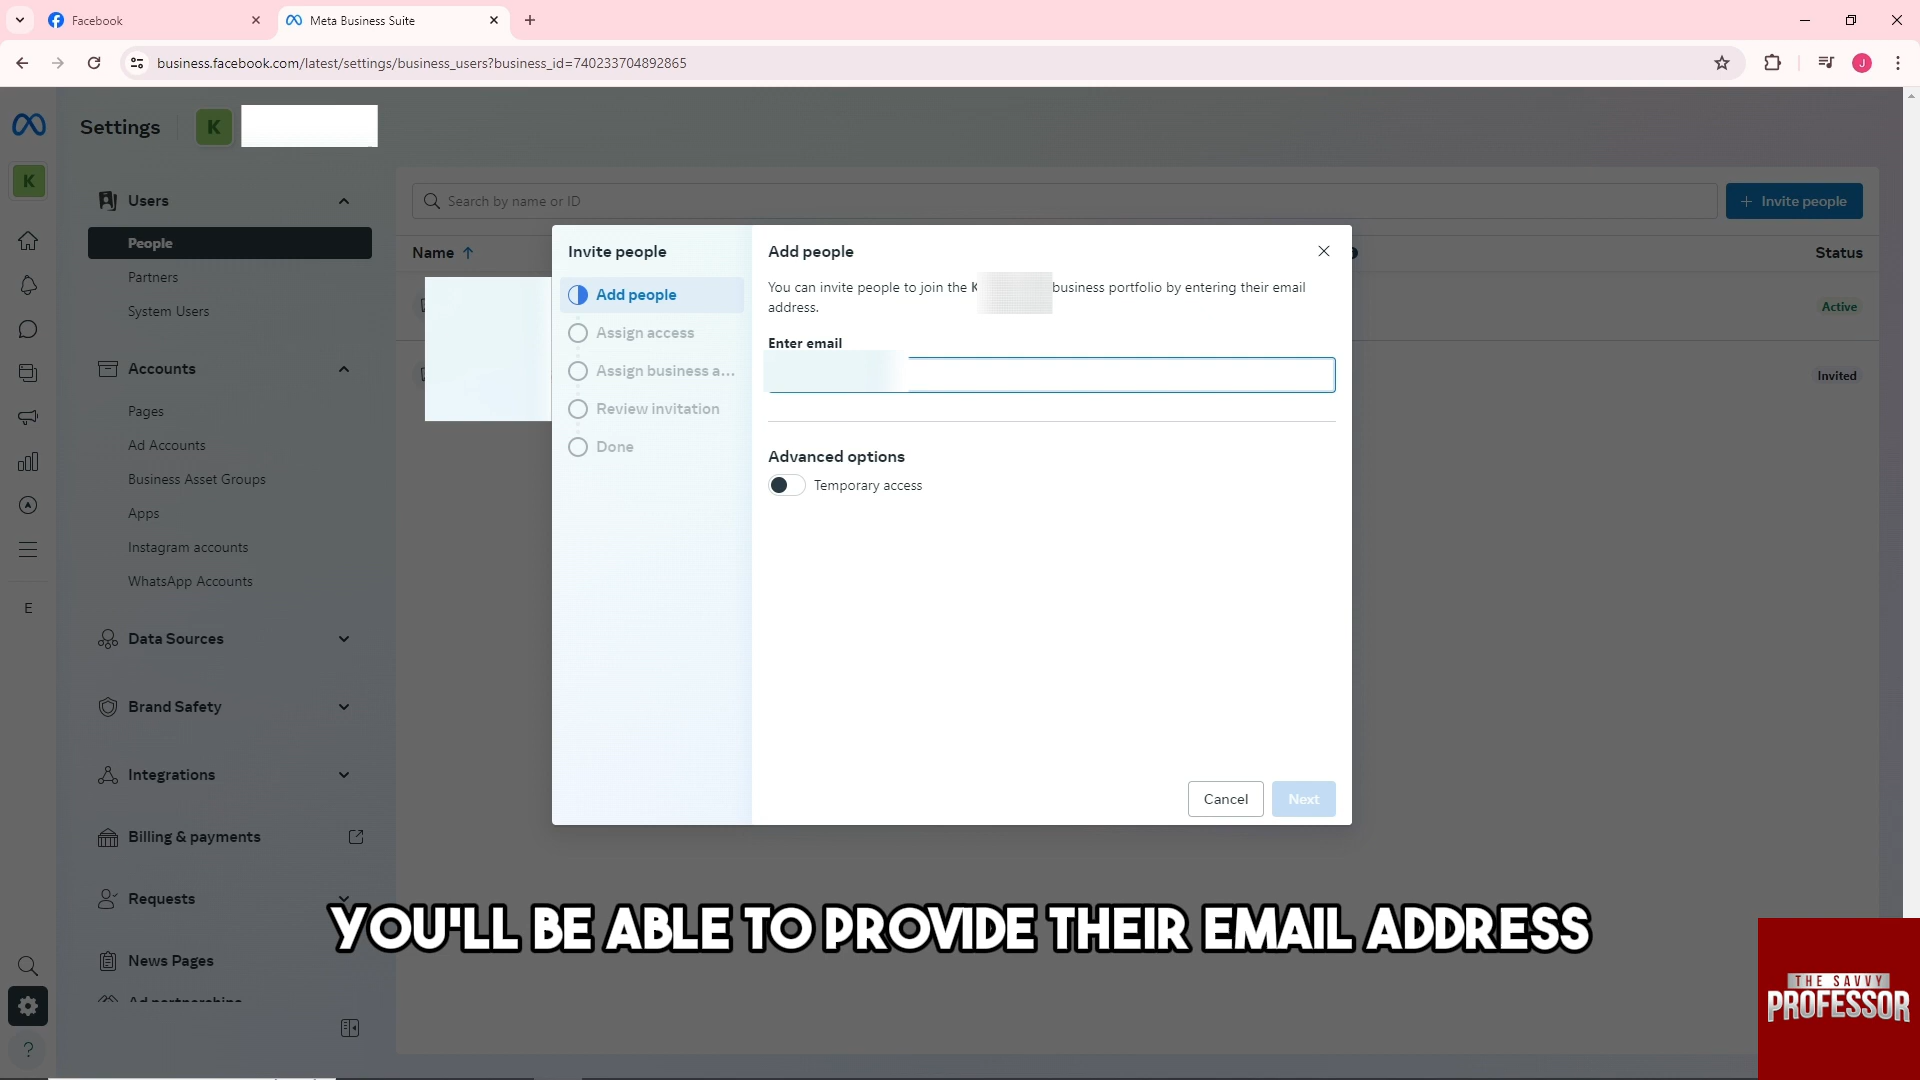 Facebook
Meta Business Suite
business.facebook.com/latest/settings/business_users?business_id=740233704892865
J
Settings
K
K
Users
People
Partners
System Users
Accounts
Pages
Ad Accounts
Business Asset Groups
Apps
Instagram accounts
WhatsApp Accounts
E
Data Sources
Brand Safety
Integrations
Billing & payments
Requests
News Pages
Ad partnerships
Search by name or ID
+ Invite people
Name
Status
Active
Invited
Invite people
Add people
Assign access
Assign business a...
Review invitation
Done
Add people
You can invite people to join the K business portfolio by entering their email
address.
Enter email
Advanced options
Temporary access
Cancel
Next
YOU'LL BE ABLE TO PROVIDE THEIR EMAIL ADDRESS
THE SAVVY
PROFESSOR